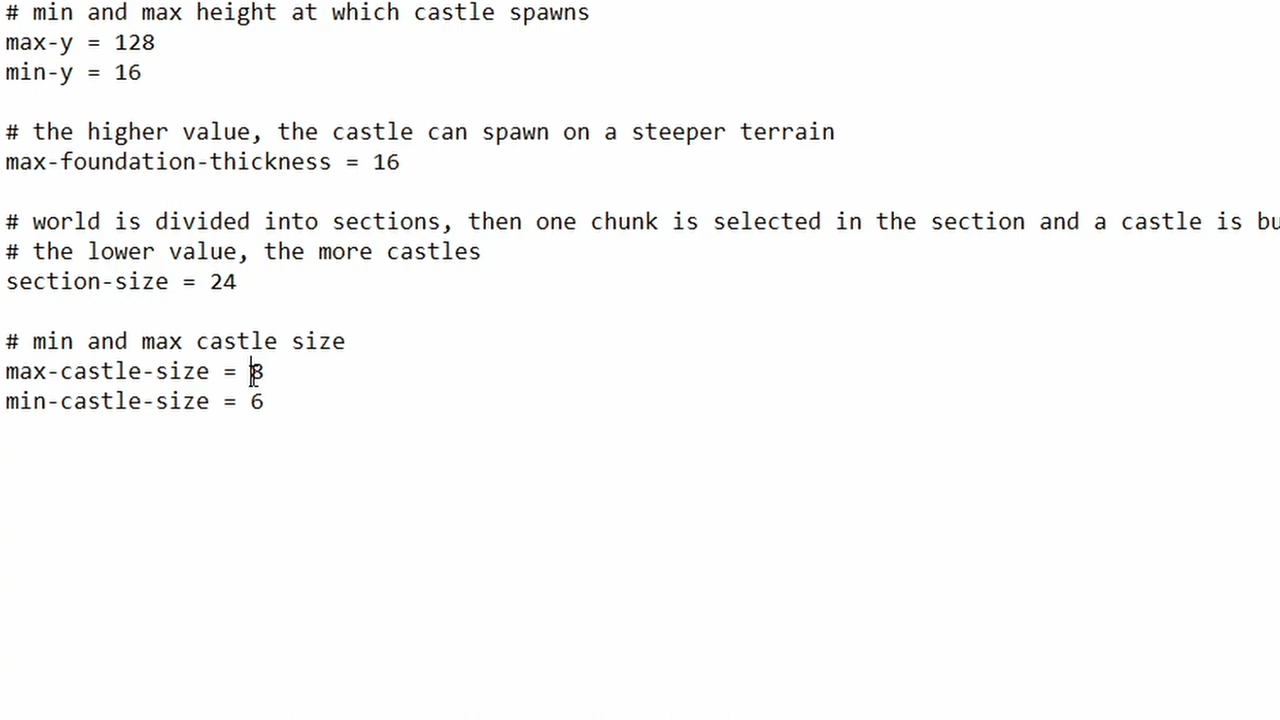 # min and max height at which castle spawns
max-y = 128
min-y = 16
# the higher value, the castle can spawn on a steeper terrain
max-foundation-thickness = 16
# world is divided into sections, then one chunk is selected in the section and a castle is
# the lower value, the more castles
section-size = 24
# min and max castle size
max-castle-size = 8
min-castle-size = 6